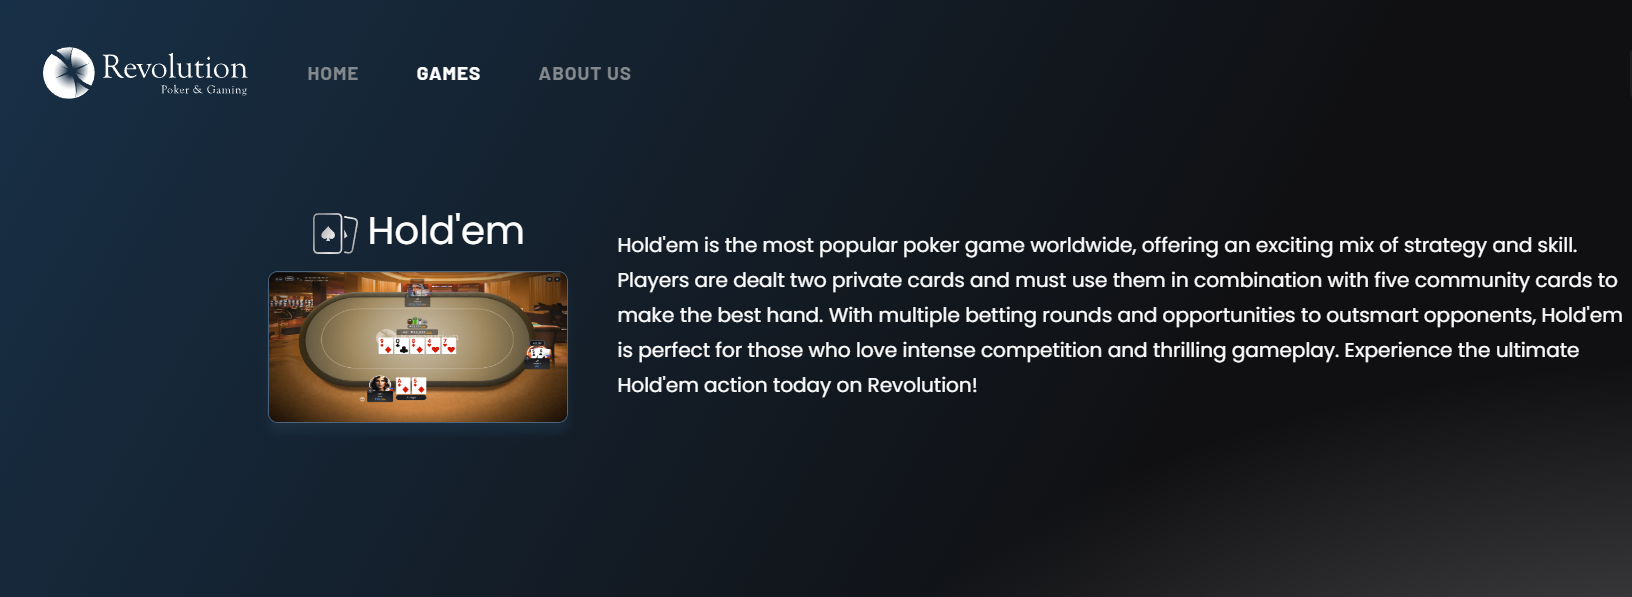 Revolution
Poker & Gaming
HOME
GAMES
ABOUT US
Hold'em
Hold'em is the most popular poker game worldwide, offering an exciting mix of strategy and skill.
Players are dealt two private cards and must use them in combination with five community cards to
make the best hand. With multiple betting rounds and opportunities to outsmart opponents, Hold'em
is perfect for those who love intense competition and thrilling gameplay. Experience the ultimate
Hold'em action today on Revolution!